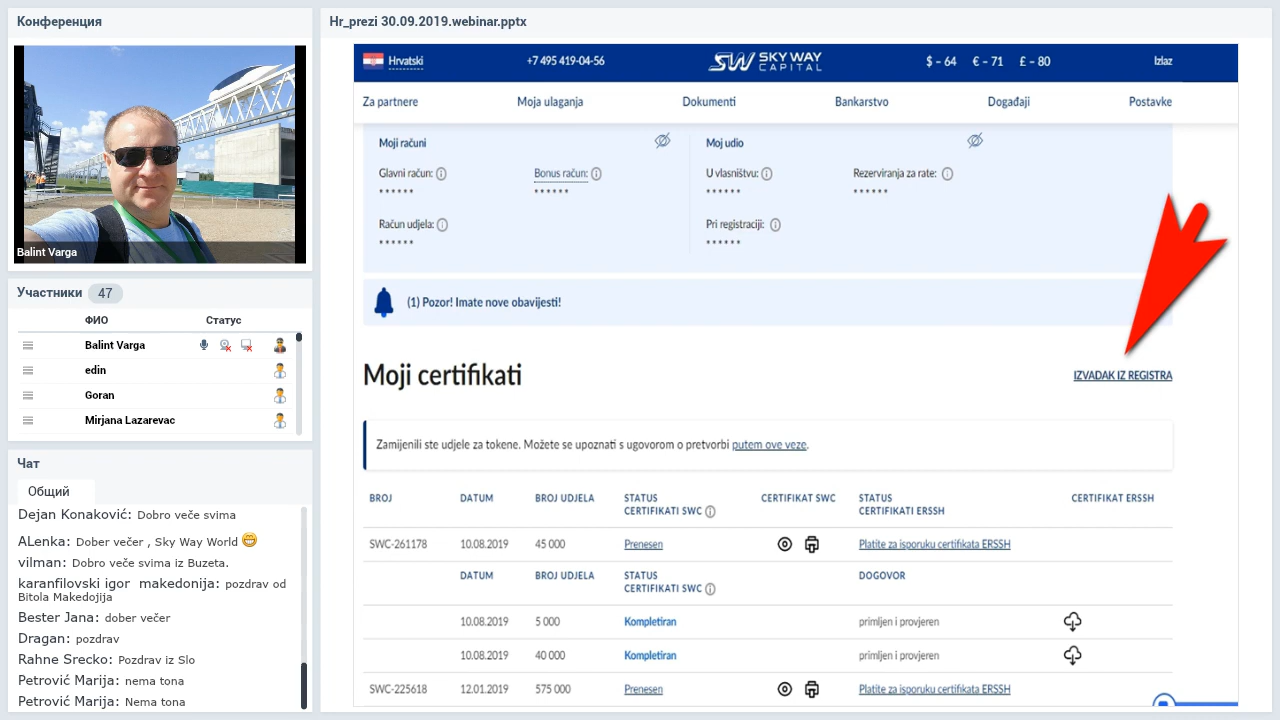 Конференция
Balint Varga
Участники 47
ФИО Статус
Balint Varga
edin
Goran
Mirjana Lazarevac
Чат
Общий
Dejan Konaković: Dobro veče svima
ALenka: Dober večer , Sky Way World
vilman: Dobro veče svima iz Buzeta.
karanfilovski igor makedonija: pozdrav od
Bitola Makedojija
Bester Jana: dober večer
Dragan: pozdrav
Rahne Srecko: Pozdrav iz Slo
Petrović Marija: nema tona
Petrović Marija: Nema tona
Hr_prezi 30.09.2019.webinar.pptx
Hrvatski +7 495 419-04-56 SW SKY WAY CAPITAL $ – 64 € – 71 £ – 80 Izlaz
Za partnere Moja ulaganja Dokumenti Bankarstvo Događaji Postavke
Moji računi Moj udio
Glavni račun: Bonus račun: U vlasništvu: Rezerviranja za rate:
****** ****** ****** ******
Račun udjela: Pri registraciji:
****** ******
(1) Pozor! Imate nove obavijesti!
Moji certifikati IZVADAK IZ REGISTRA
Zamijenili ste udjele za tokene. Možete se upoznati s ugovorom o pretvorbi putem ove veze.
BROJ DATUM BROJ UDJELA STATUS CERTIFIKAT SWC STATUS CERTIFIKAT ERSSH
CERTIFIKATI SWC CERTIFIKATI ERSSH
SWC-261178 10.08.2019 45 000 Prenesen Platite za isporuku certifikata ERSSH
DATUM BROJ UDJELA STATUS DOGOVOR
CERTIFIKATI SWC
10.08.2019 5 000 Kompletiran primljen i provjeren
10.08.2019 40 000 Kompletiran primljen i provjeren
SWC-225618 12.01.2019 575 000 Prenesen Platite za isporuku certifikata ERSSH